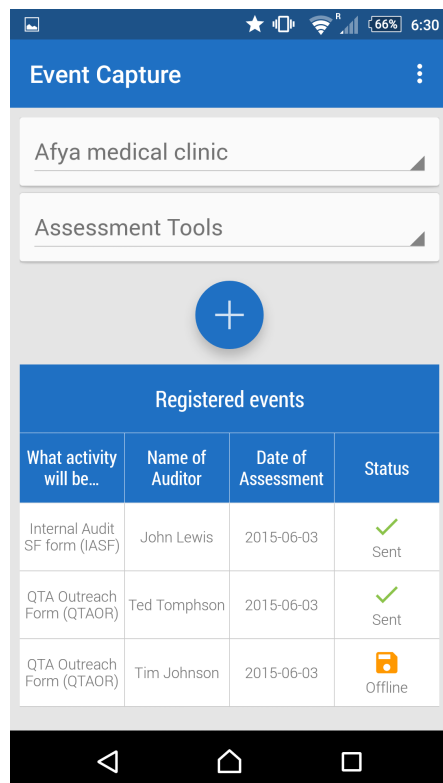 R
66% 6:30
Event Capture
Afya medical clinic
Assessment Tools
Registered events
What activity
will be...
Name of
Auditor
Date of
Assessment
Status
Internal Audit
SF form (IASF)
John Lewis
2015-06-03
Sent
QTA Outreach
Form (QTAOR)
Ted Tomphson
2015-06-03
Sent
QTA Outreach
Form (QTAOR)
Tim Johnson
2015-06-03
Offline